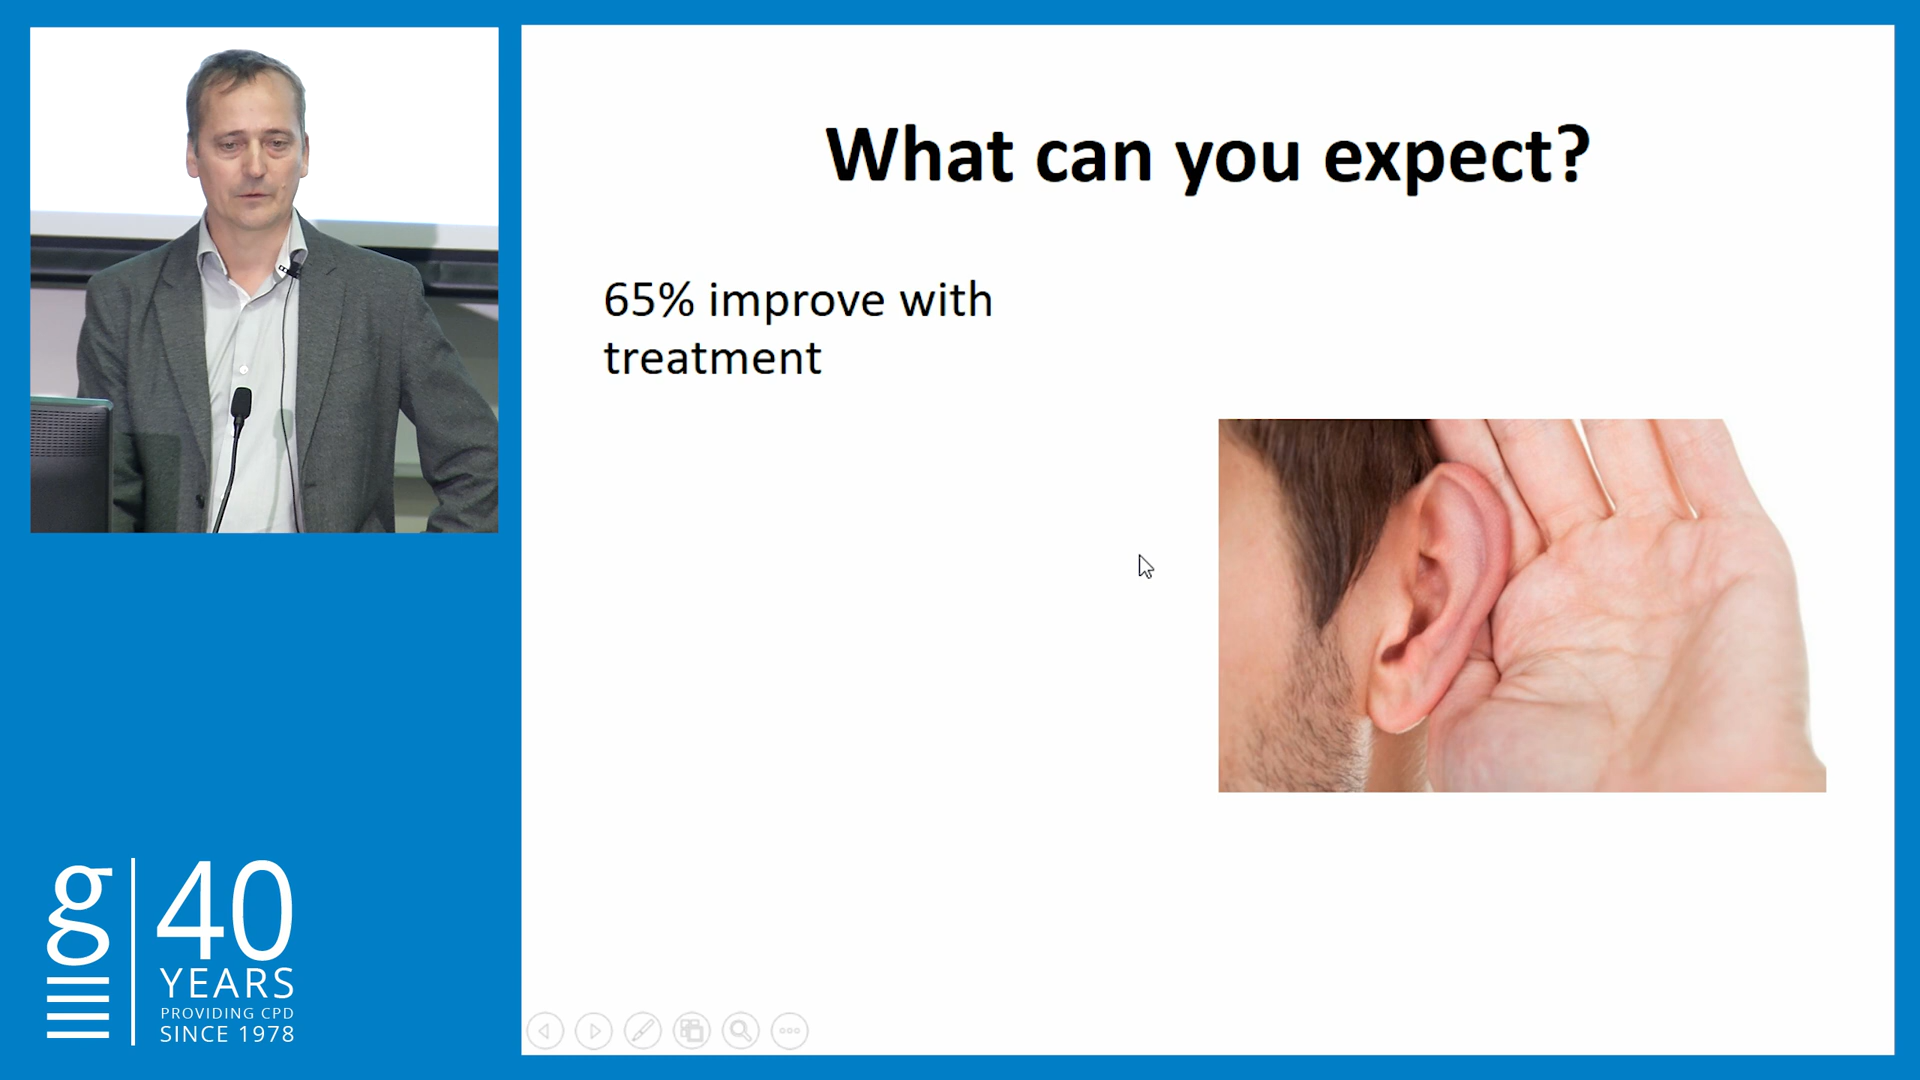 What can you expect?
65% improve with
treatment
g
40
YEARS
PROVIDING CPD
SINCE 1978